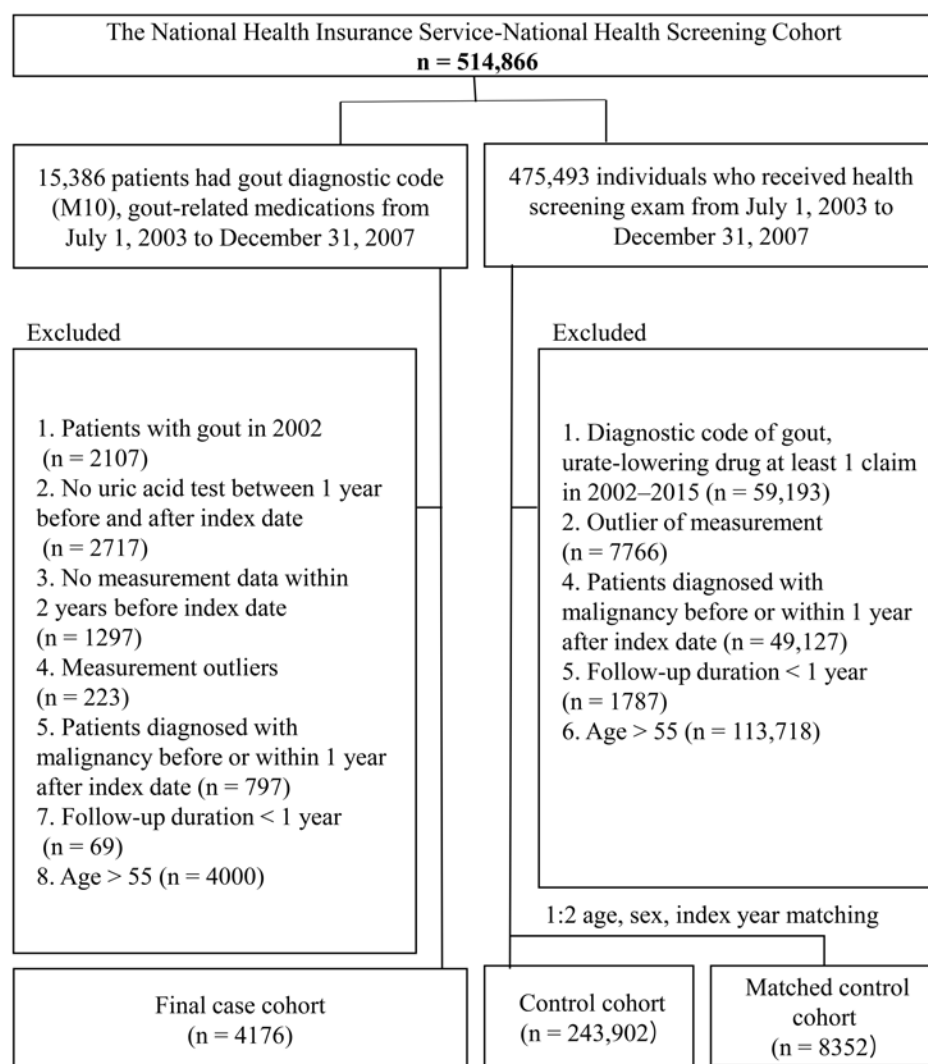 The National Health Insurance Service-National Health Screening Cohort
n = 514,866
15,386 patients had gout diagnostic code
(M10), gout-related medications from
July 1, 2003 to December 31, 2007
475,493 individuals who received health
screening exam from July 1, 2003 to
December 31, 2007
Excluded
1. Patients with gout in 2002
(n = 2107)
2. No uric acid test between 1 year
before and after index date
(n = 2717)
3. No measurement data within
2 years before index date
(n = 1297)
4. Measurement outliers
(n = 223)
5. Patients diagnosed with
malignancy before or within 1 year
after index date (n = 797)
7. Follow-up duration < 1 year
(n = 69)
8. Age > 55 (n = 4000)
Excluded
1. Diagnostic code of gout,
urate-lowering drug at least 1 claim
in 2002–2015 (n = 59,193)
2. Outlier of measurement
(n = 7766)
4. Patients diagnosed with
malignancy before or within 1 year
after index date (n = 49,127)
5. Follow-up duration < 1 year
(n = 1787)
6. Age > 55 (n = 113,718)
1:2 age, sex, index year matching
Final case cohort
(n = 4176)
Control cohort
(n = 243,902)
Matched control
cohort
(n = 8352)